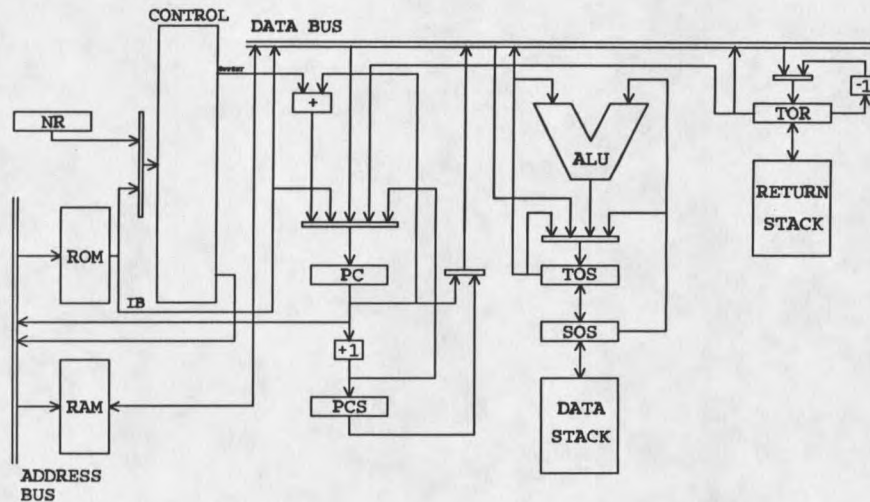 CONTROL
DATA BUS
NR
+
-1
TOR
ALU
RETURN
STACK
ROM
PC
TOS
IB
SOS
+1
RAM
PCS
DATA
STACK
ADDRESS
BUS